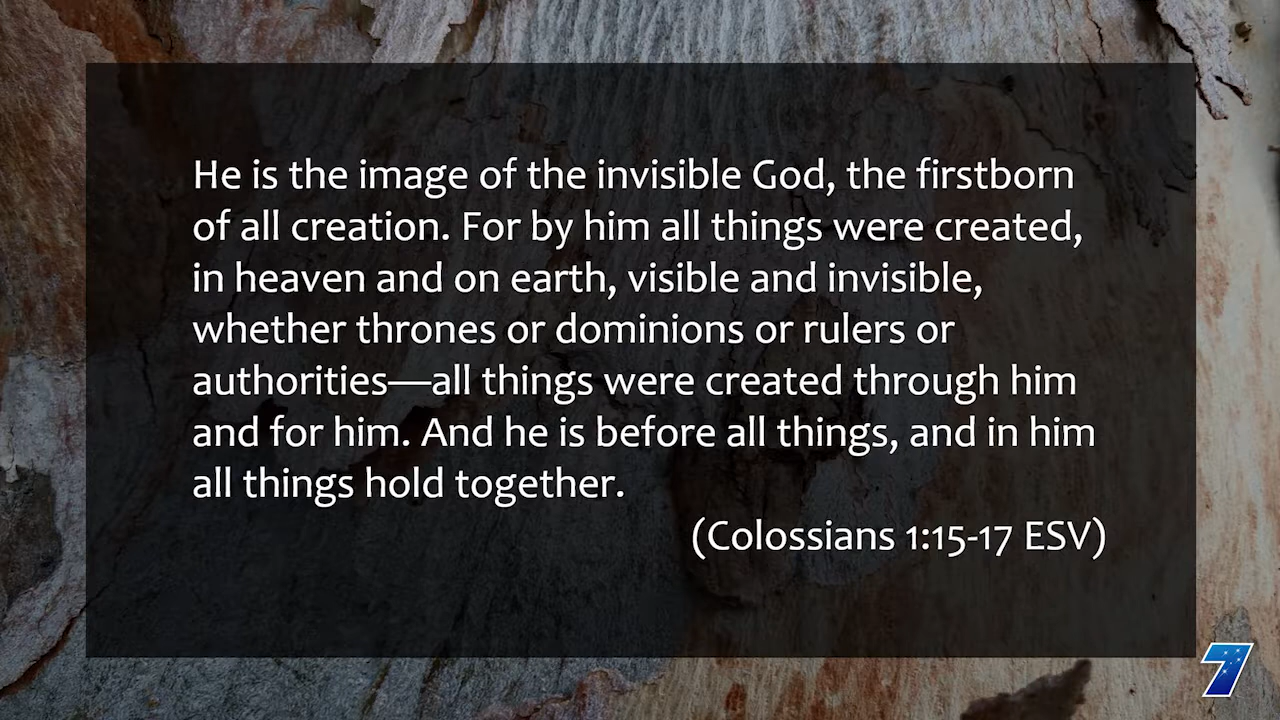 He is the image of the invisible God, the firstborn
of all creation. For by him all things were created,
in heaven and on earth, visible and invisible,
whether thrones or dominions or rulers or
authorities—all things were created through him
and for him. And he is before all things, and in him
all things hold together.
(Colossians 1:15-17 ESV)
7